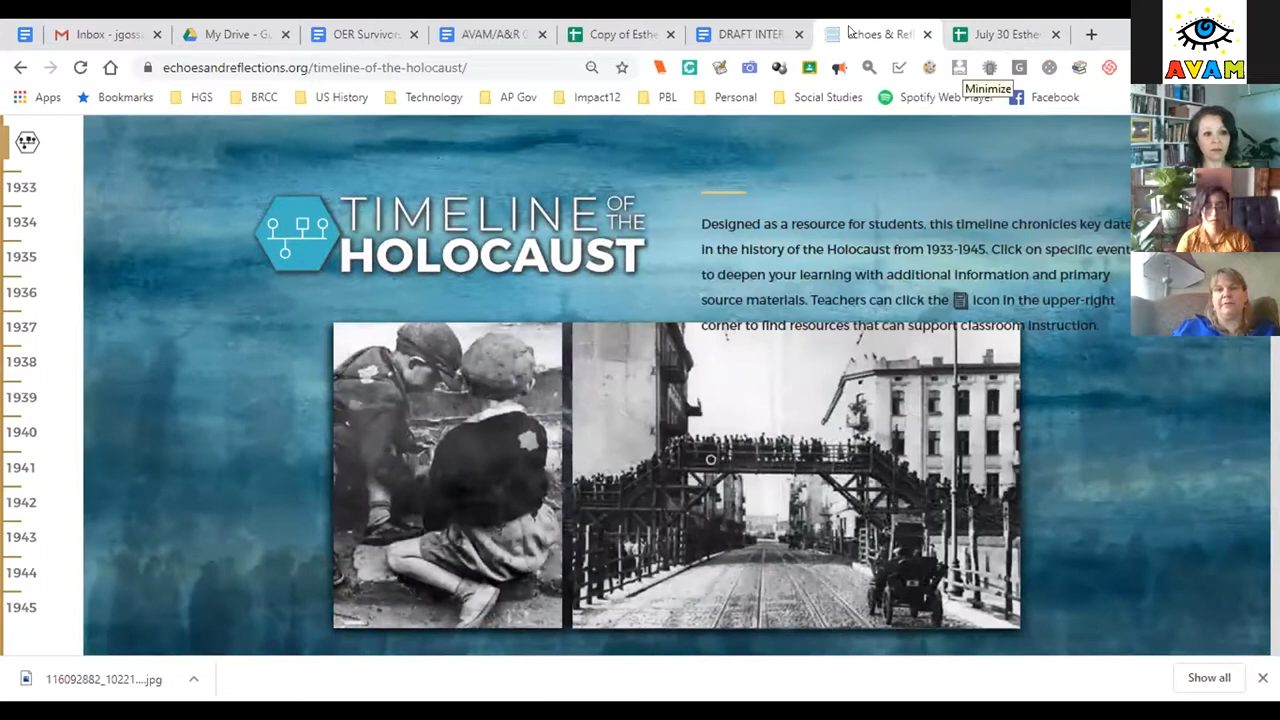 Inbox - jgas
My Drive - G
OER Survivor
AVAM/ASN
Copy of Esthe
DRAFT INTER
Echoes & Refl
July 30 Esthe
echoesandreflections.org/timeline-of-the-holocaust/
Apps
Bookmarks
HGS
BRCG
US History
Technology
AP Gov
Impact12
PBL
Personal
Social Studies
Spotify Web Player
Facebook
Minimize
AVAM
1933
1934
1935
1936
1937
1938
1939
1940
1941
1942
1943
1944
1945
TIMELINE OF THE
HOLOCAUST
Designed as a resource for students, this timeline chronicles key date
in the history of the Holocaust from 1933-1945. Click on specific event
to deepen your learning with additional information and primary
source materials. Teachers can click the icon in the upper-right
corner to find resources that can support classroom instruction.
116092882_10221....jpg
Show all